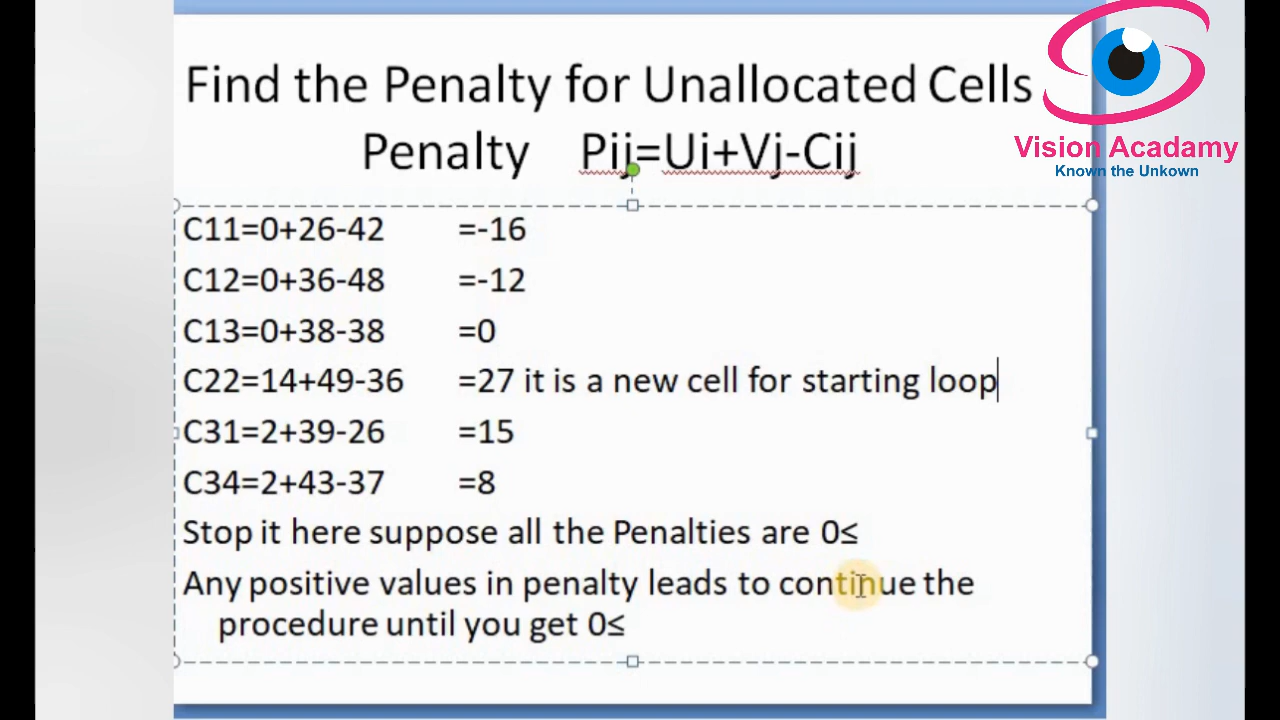 Find the Penalty for Unallocated Cells
Penalty Pij=Ui+Vj-Cij
Vision Acadamy
Known the Unkown
C11=0+26-42 =-16
C12=0+36-48 =-12
C13=0+38-38 =0
C22=14+49-36 =27 it is a new cell for starting loop
C31=2+39-26 =15
C34=2+43-37 =8
Stop it here suppose all the Penalties are 0≤
Any positive values in penalty leads to continue the
procedure until you get 0≤